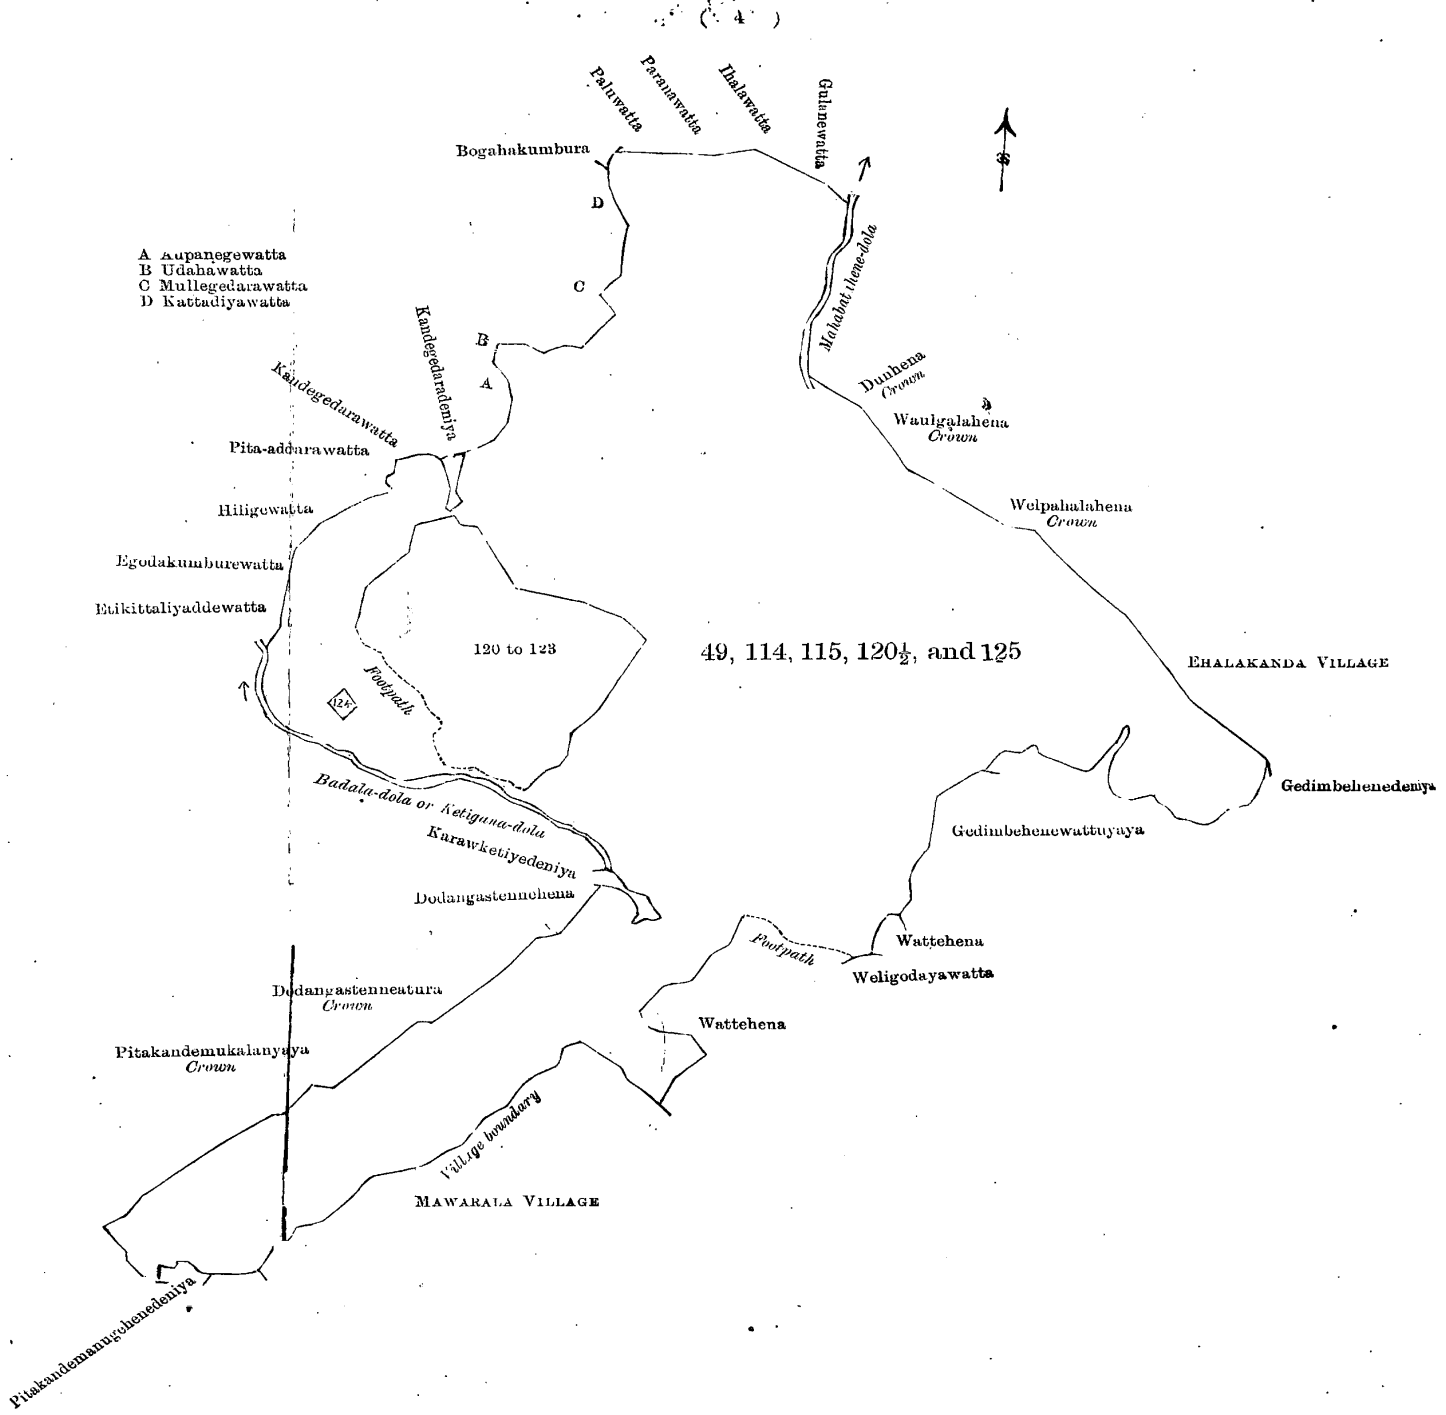 ( 4 )
Paluwatta
Paranawatta
Ihalawatta
Gulanewatta
Bogahakumbura
D
A Aupanegewatta
B Udahawatta
C Mullegedarawatta
D Kattadiyawatta
C
Mahabatthene-dola
Kandegedaradeniya
B
A
Dunhena
Crown
Kandegedarawatta
Waulgalahena
Crown
Pita-addarawatta
Hiligewatta
Welpahalahena
Crown
Egodakumburewatta
Etikittaliyaddewatta
120 to 123
49, 114, 115, 120½, and 125
EHALAKANDA VILLAGE
Footpath
124
Badala-dola or Ketiguna-dola
Gedimbehenedeniya
Karawketiyedeniya
Gedimbehenewattuyaya
Dodangastennehena
Footpath
Wattehena
Weligodayawatta
Dodangastenneatura
Crown
Wattehena
Pitakandemukalanyaya
Crown
Village boundary
MAWARALA VILLAGE
Pitakandemanugehenedeniya